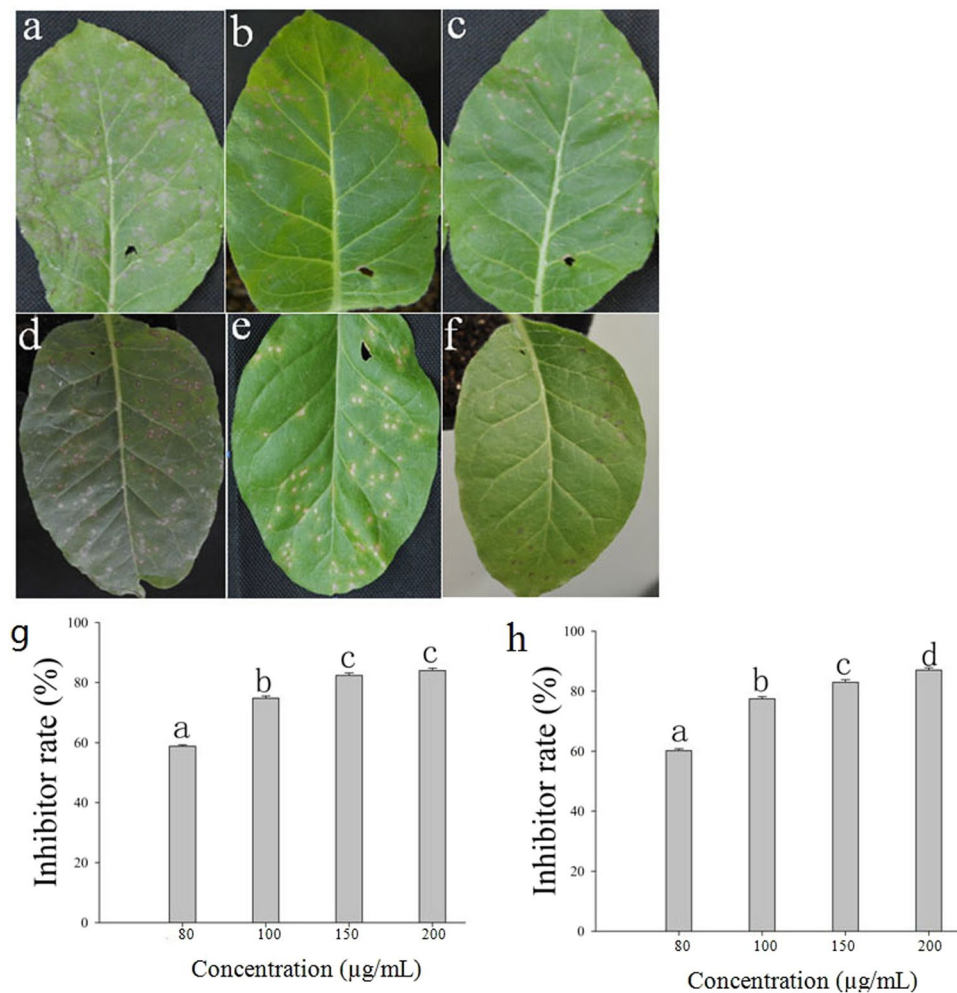 a
b
c
d
e
f
g
Inhibitor rate (%)
100
80
60
40
20
0
a
b
c
c
80
100
150
200
Concentration (µg/mL)
h
Inhibitor rate (%)
100
80
60
40
20
0
a
b
c
d
80
100
150
200
Concentration (µg/mL)